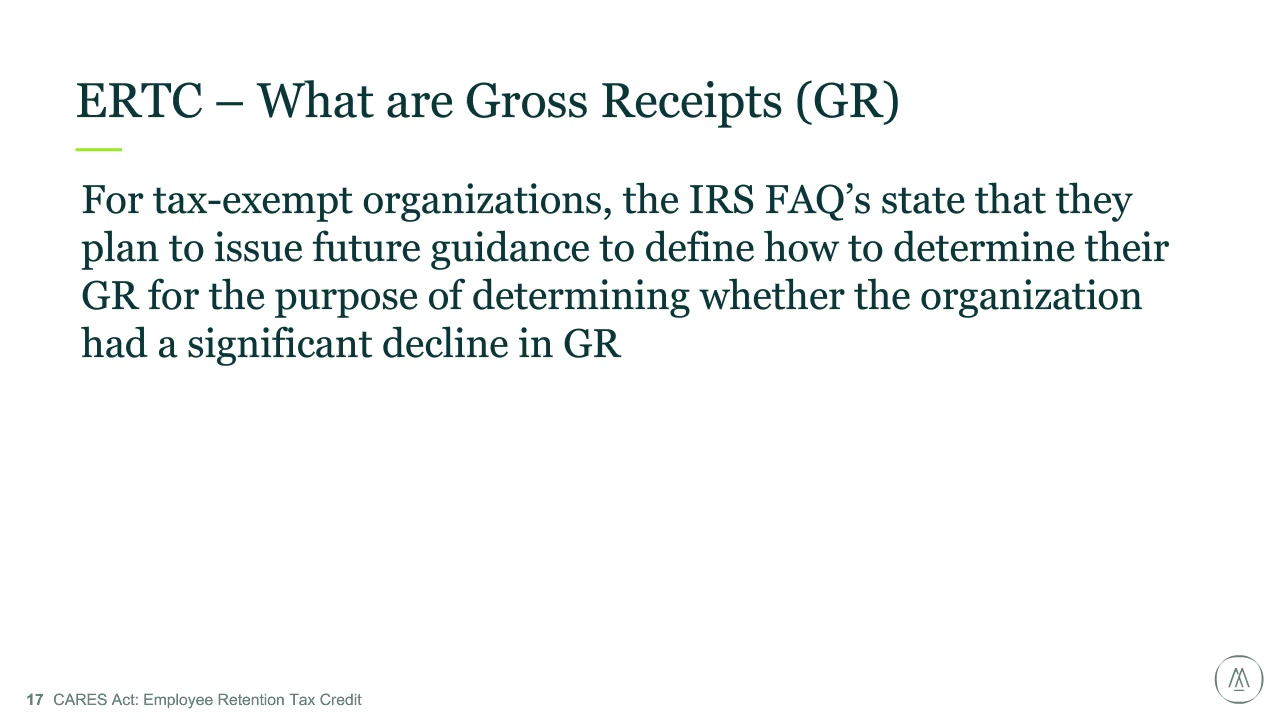 ERTC – What are Gross Receipts (GR)
For tax-exempt organizations, the IRS FAQ’s state that they
plan to issue future guidance to define how to determine their
GR for the purpose of determining whether the organization
had a significant decline in GR
17 CARES Act: Employee Retention Tax Credit